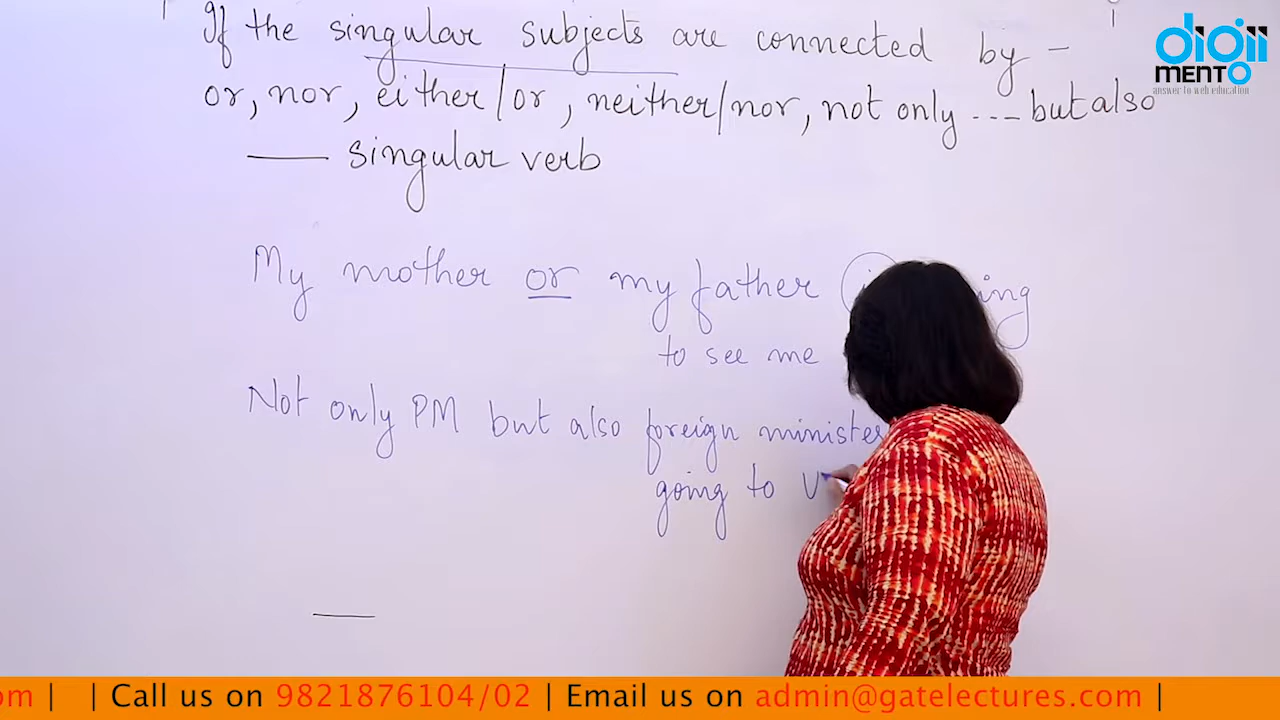 If the singular subjects are connected by -
or, nor, either/or, neither/nor, not only ... but also
—— singular verb
My mother or my father
to see me
Not only PM but also foreign minister
going to
digii
MENTO
answer to web education
om | | Call us on 9821876104/02 | Email us on admin@gatelectures.com |